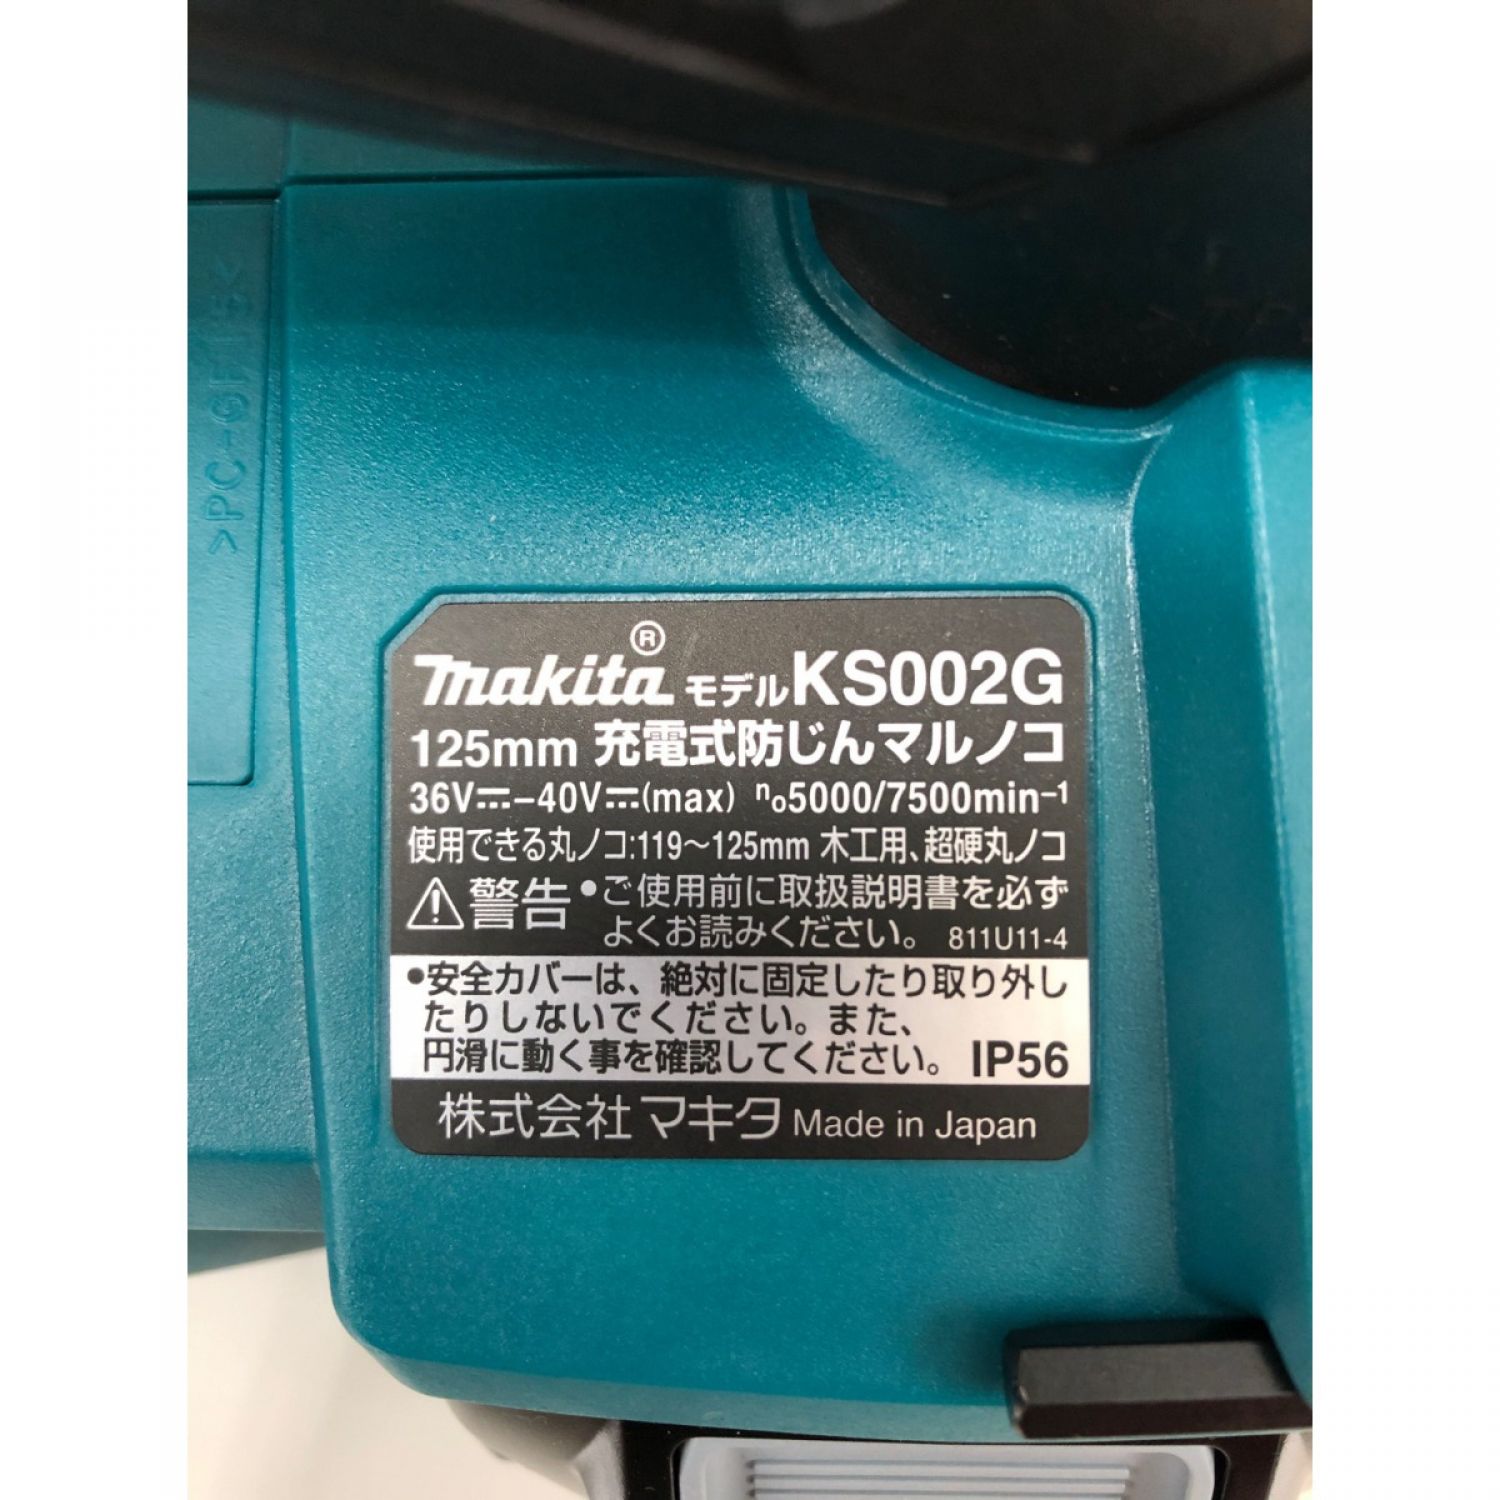 >PC-GF15<
makita® モデルKS002G
125mm 充電式防じんマルノコ
36V⎓–40V⎓(max) n₀5000/7500min⁻¹
使用できる丸ノコ:119～125mm 木工用、超硬丸ノコ
⚠警告 ●ご使用前に取扱説明書を必ず
よくお読みください。 811U11-4
●安全カバーは、絶対に固定したり取り外し
たりしないでください。また、
円滑に動く事を確認してください。 IP56
株式会社マキタ Made in Japan